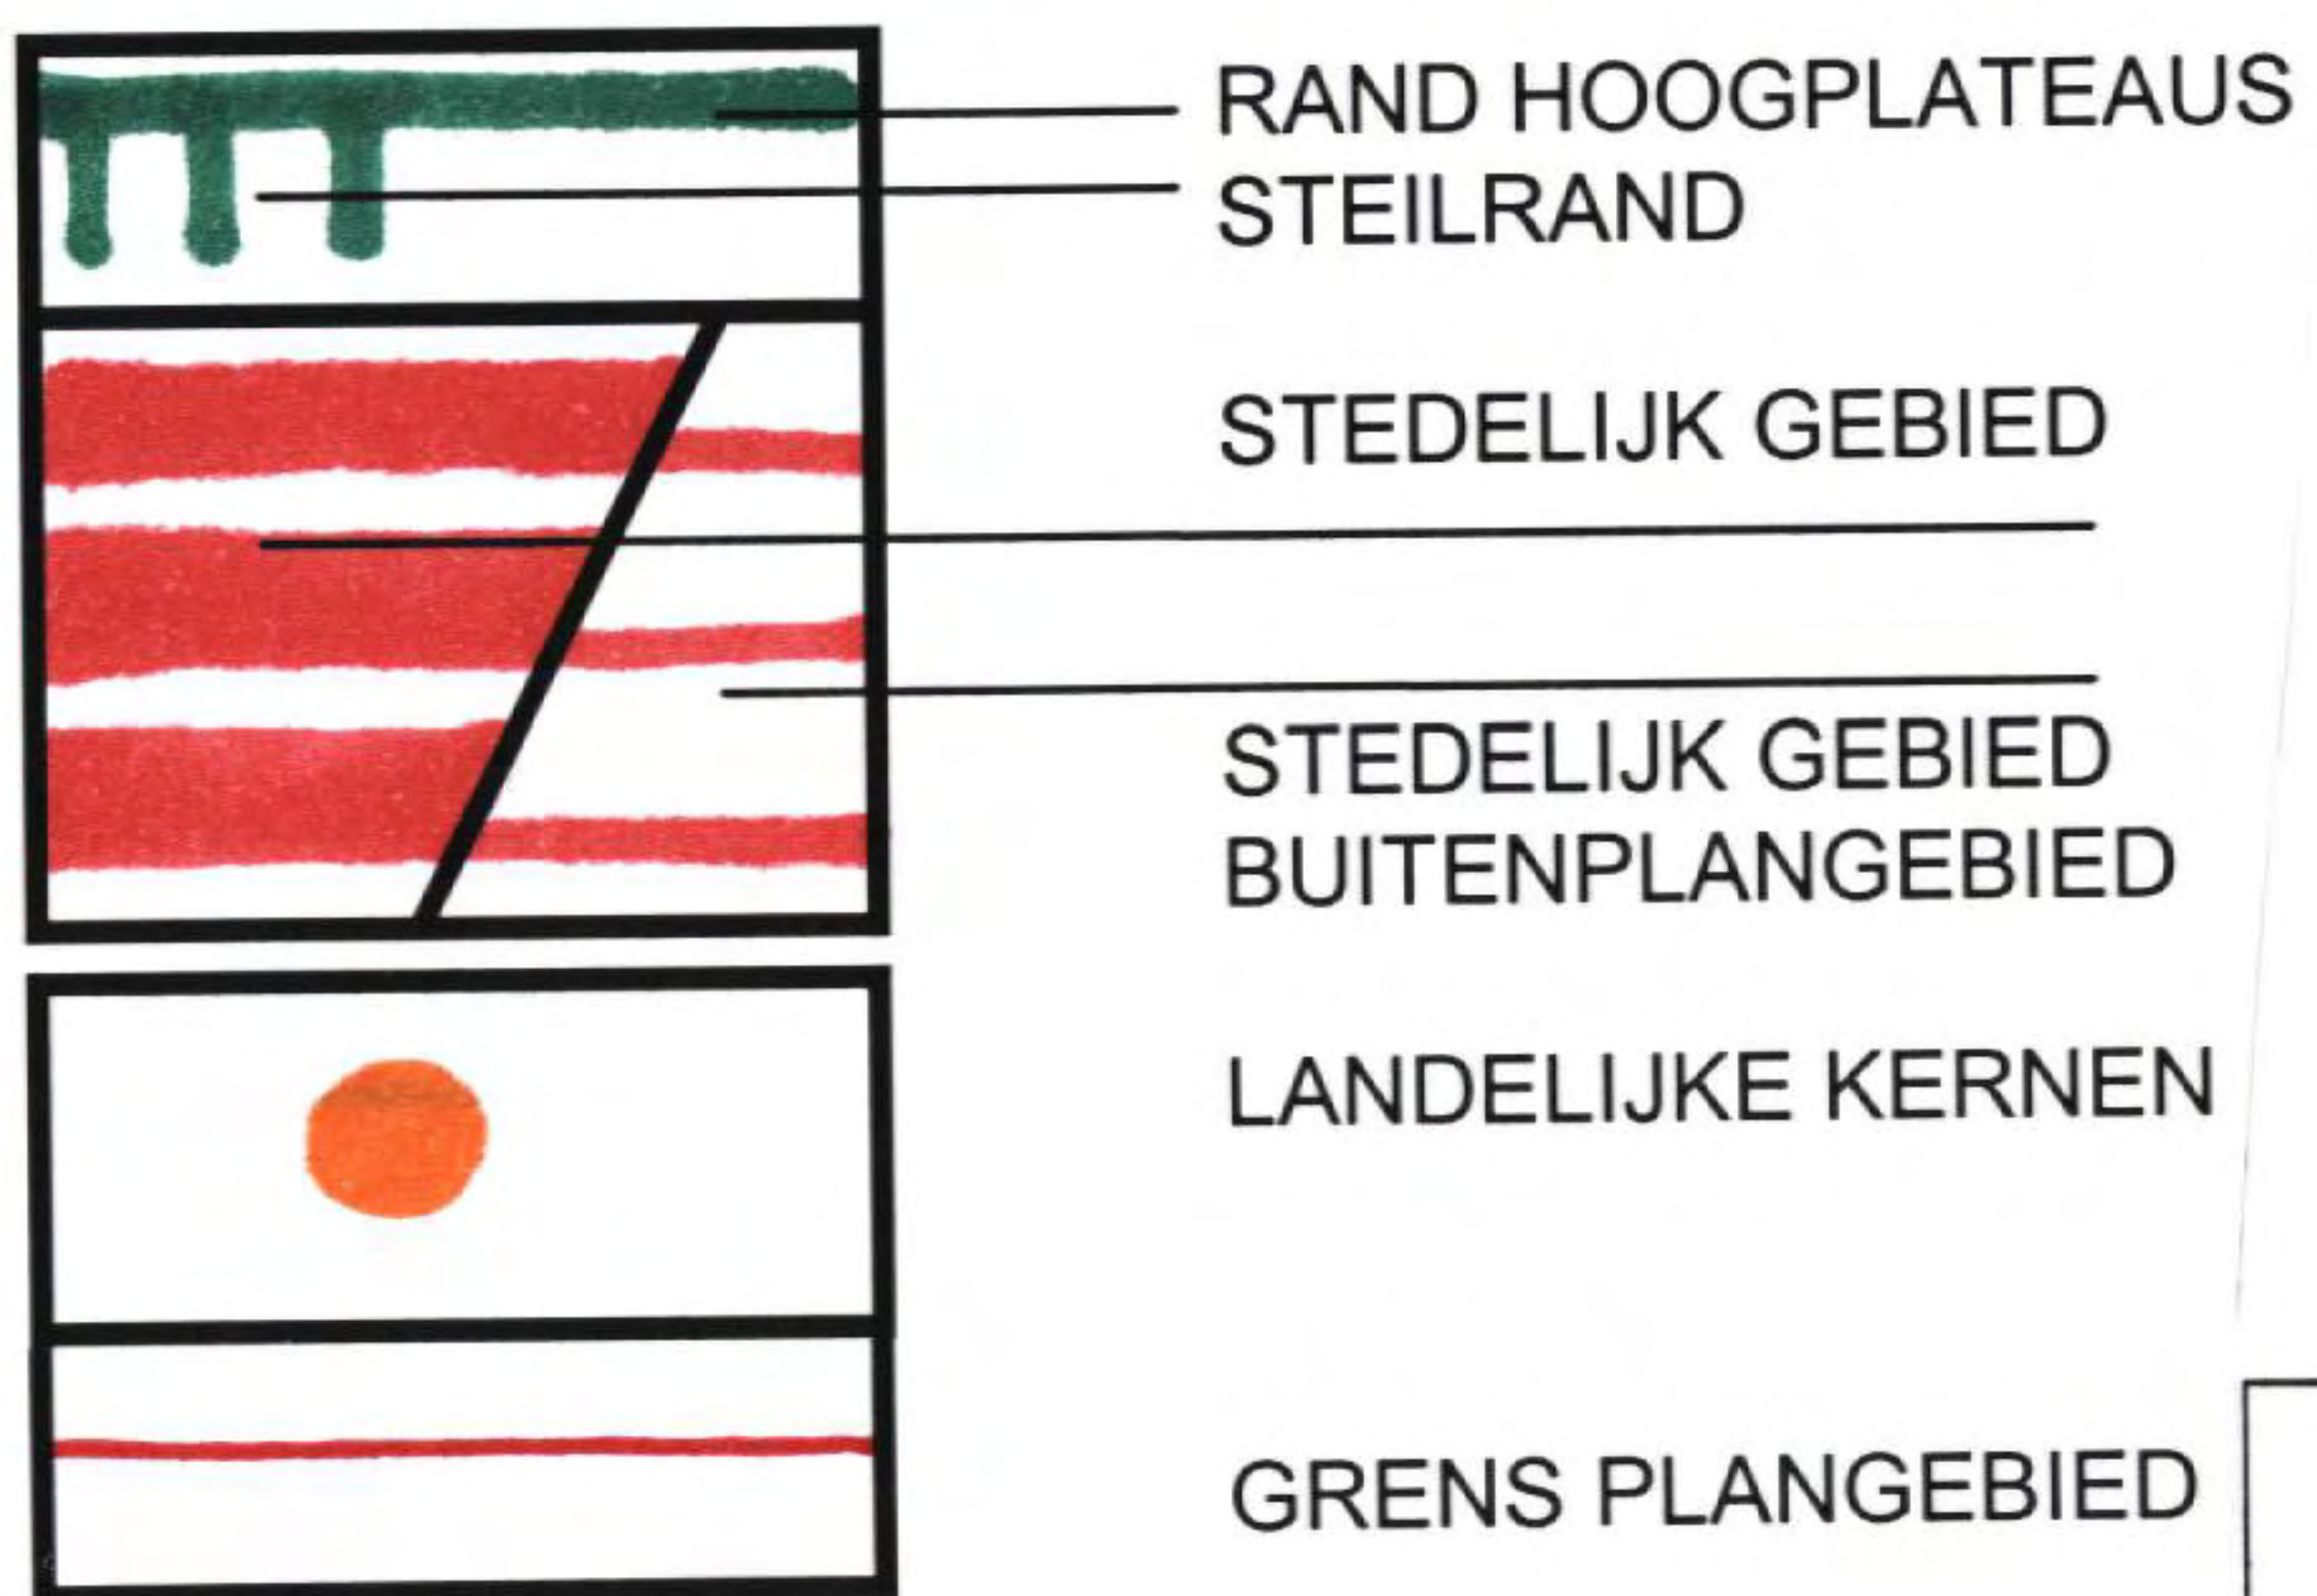 RAND HOOGPLATEAUS
STEILRAND
STEDELIJK GEBIED
STEDELIJK GEBIED
BUITENPLANGEBIED
LANDELIJKE KERNEN
GRENS PLANGEBIED